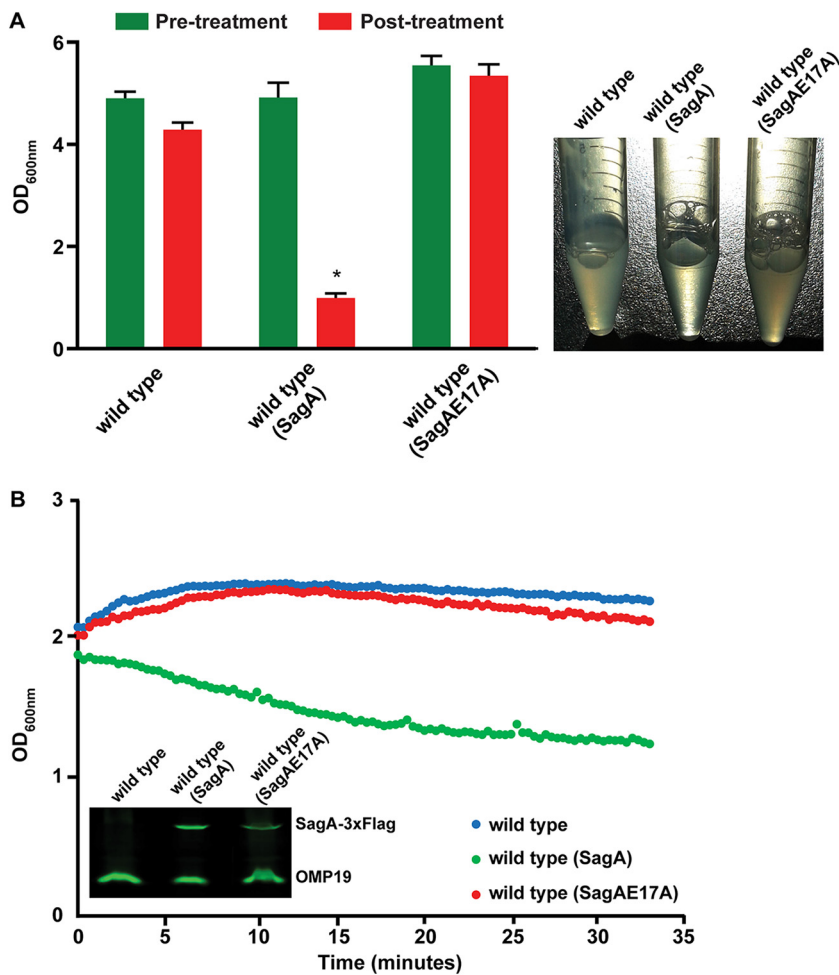 A
Pre-treatment
Post-treatment
6
4
2
0
OD600nm
wild type
wild type
(SagA)
wild type
(SagAE17A)
wild type
wild type
(SagA)
wild type
(SagAE17A)
B
3
2
1
0
OD600nm
wild type
wild type
(SagA)
wild type
(SagAE17A)
SagA-3xFlag
OMP19
wild type
wild type (SagA)
wild type (SagAE17A)
0 5 10 15 20 25 30 35
Time (minutes)
*